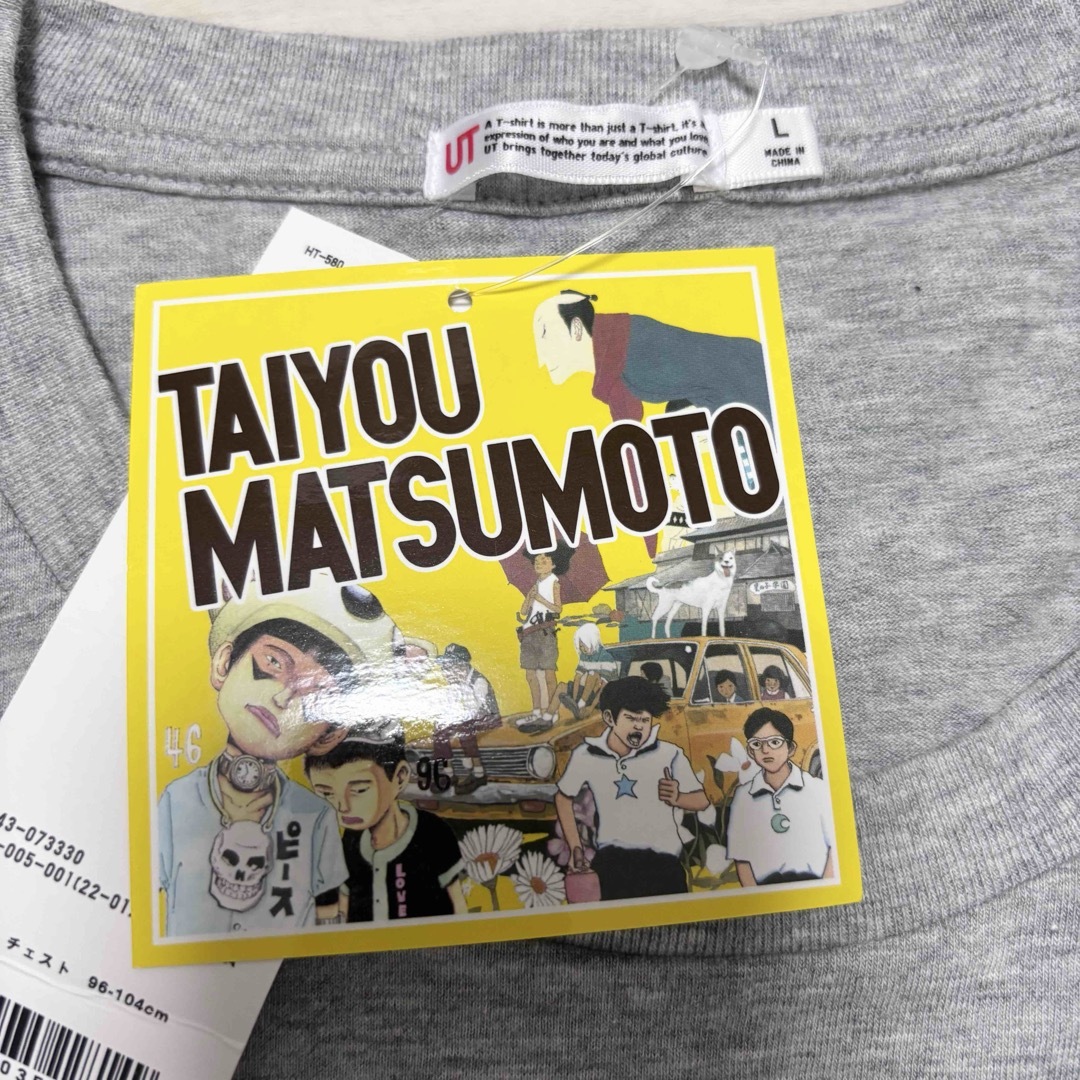 UT
A T-shirt is more than just a T-shirt. it's a
expression of who you are and what you love
UT brings together today's global culture
L
MADE IN
CHINA
HT-580
TAIYOU
MATSUMOTO
46
96
ピース
LOVE
43-073330
-005-001(22-01
チェスト 96-104cm